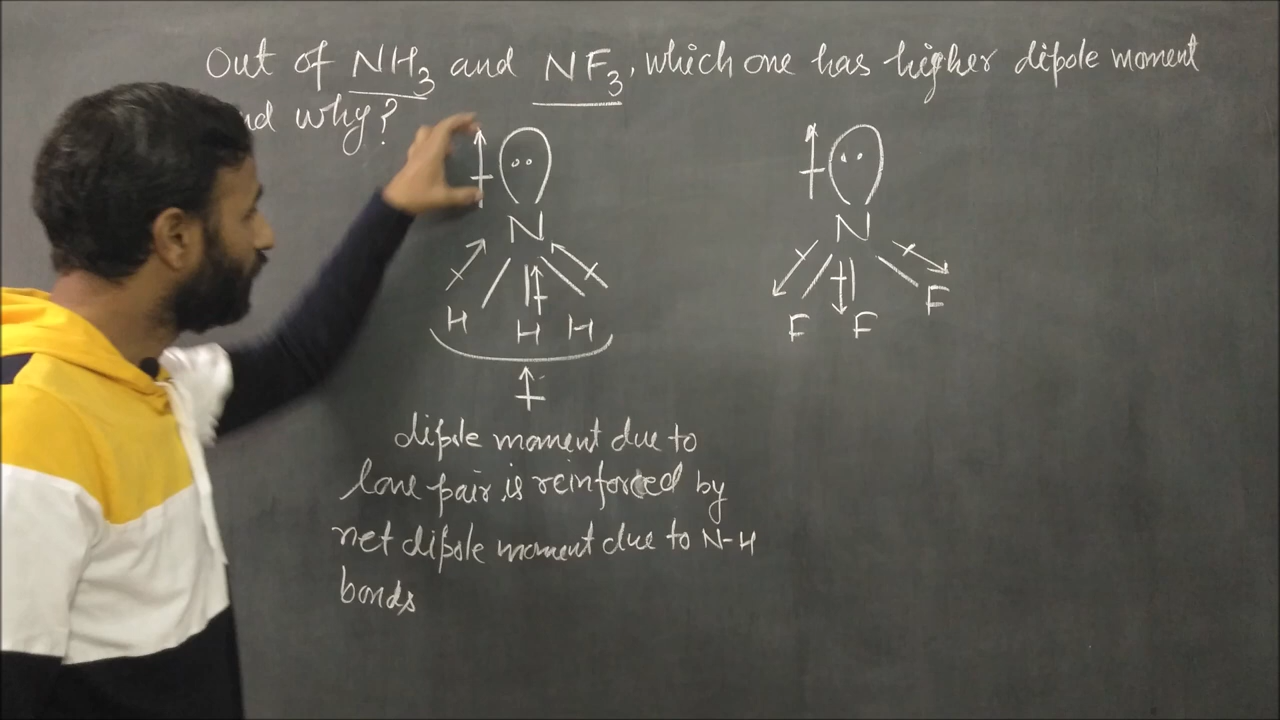 Out of NH3 and NF3, which one has higher dipole moment
nd why?
N
N
H
H
H
F
F
F
dipole moment due to
lone pair is reinforced by
net dipole moment due to N-H
bonds